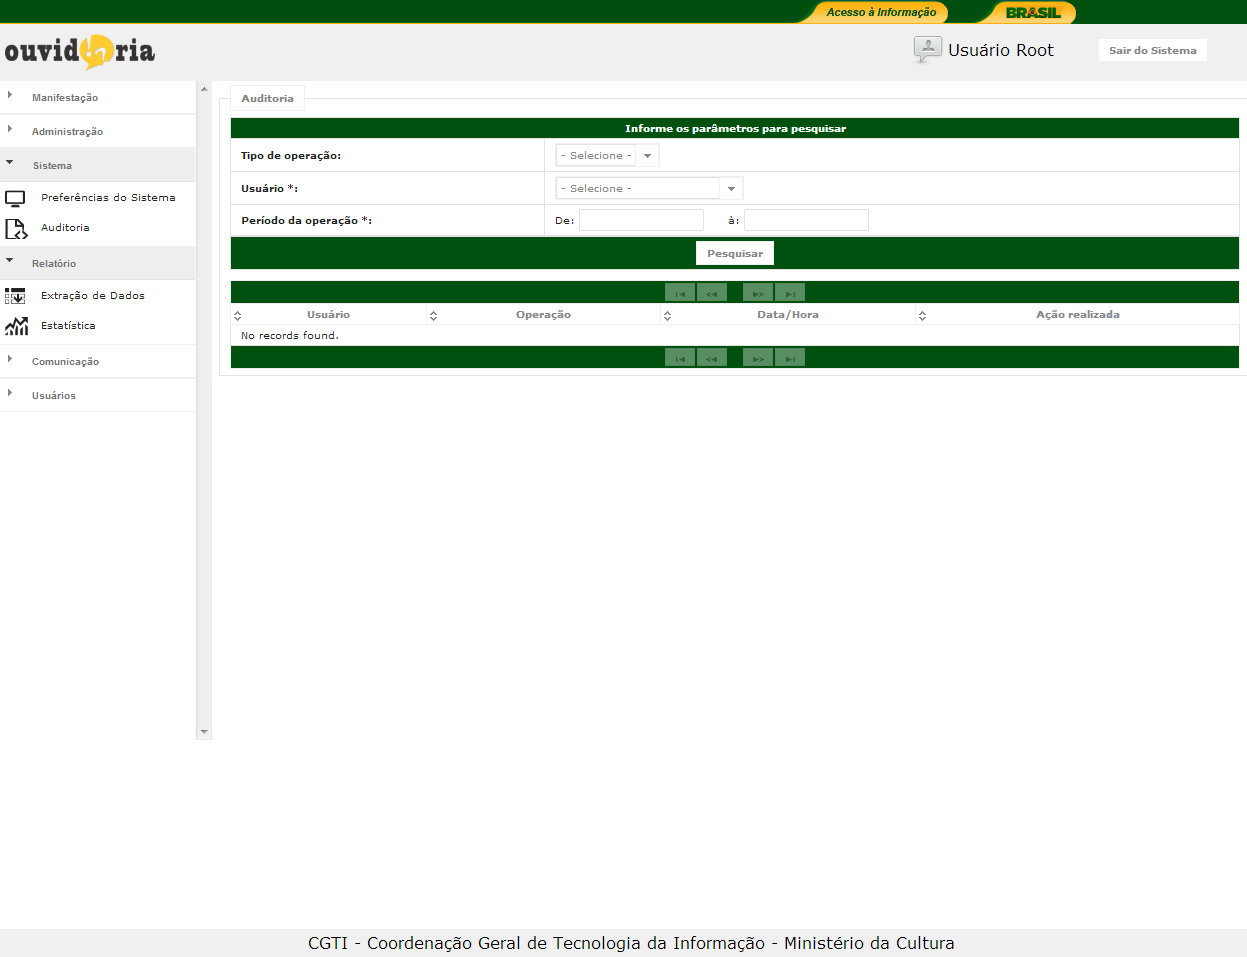 Acesso à Informação
BRASIL
ouvidoria
Usuário Root
Sair do Sistema
Manifestação
Administração
Sistema
Preferências do Sistema
Auditoria
Relatório
Extração de Dados
Estatística
Comunicação
Usuários
Auditoria
Informe os parâmetros para pesquisar
Tipo de operação:
- Selecione -
Usuário *:
- Selecione -
Período da operação *:
De:
à:
Pesquisar
Usuário
Operação
Data/Hora
Ação realizada
No records found.
CGTI - Coordenação Geral de Tecnologia da Informação - Ministério da Cultura